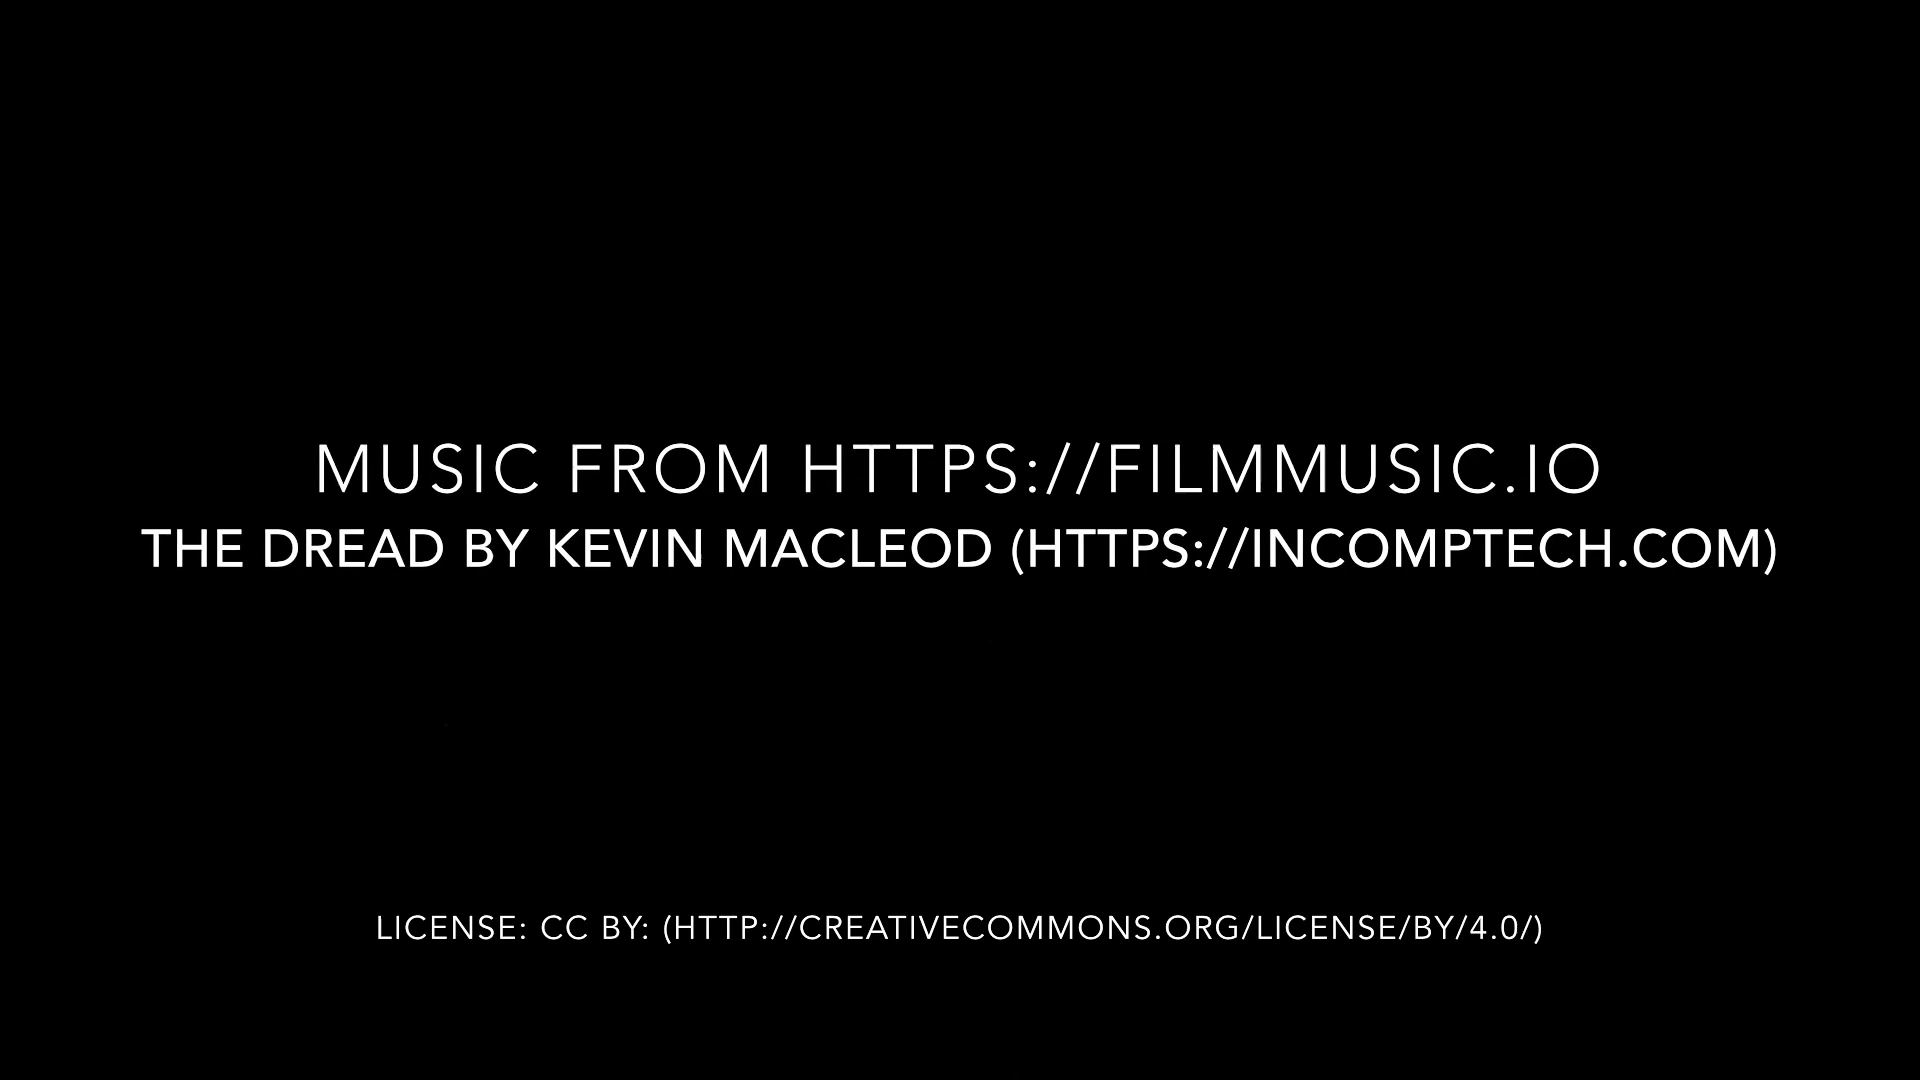 MUSIC FROM HTTPS://FILMMUSIC.IO
THE DREAD BY KEVIN MACLEOD (HTTPS://INCOMPTECH.COM)
LICENSE: CC BY: (HTTP://CREATIVECOMMONS.ORG/LICENSE/BY/4.0/)